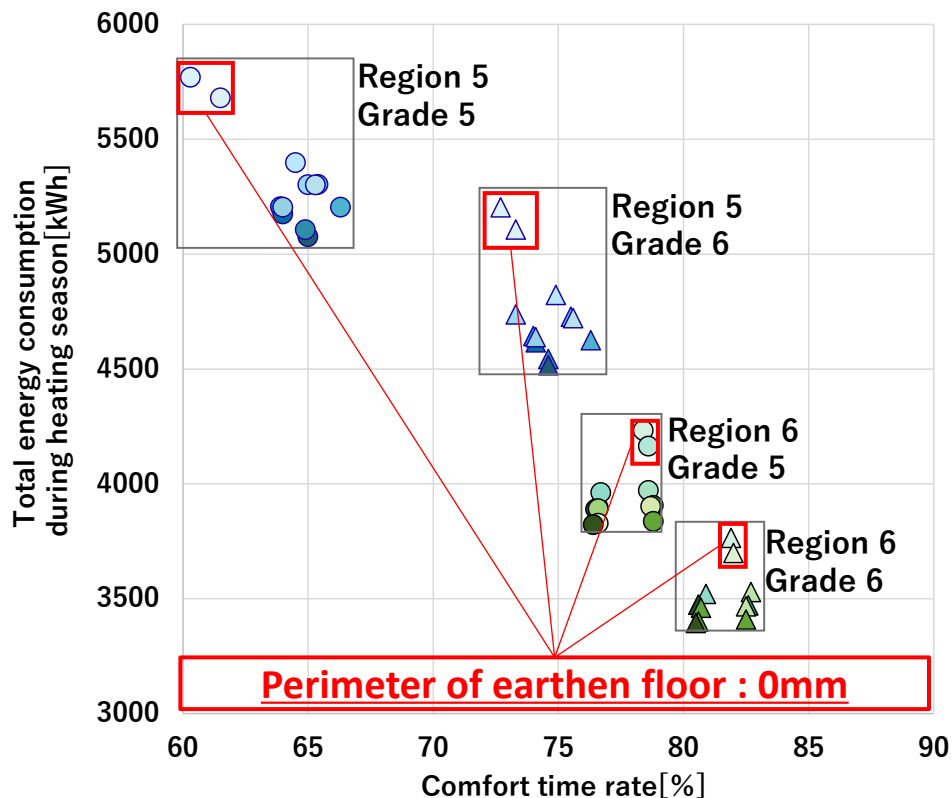 Total energy consumption
during heating season[kWh]
6000
5500
5000
4500
4000
3500
3000
Region 5
Grade 5
Region 5
Grade 6
Region 6
Grade 5
Region 6
Grade 6
Perimeter of earthen floor : 0mm
60
65
70
75
80
85
90
Comfort time rate[%]